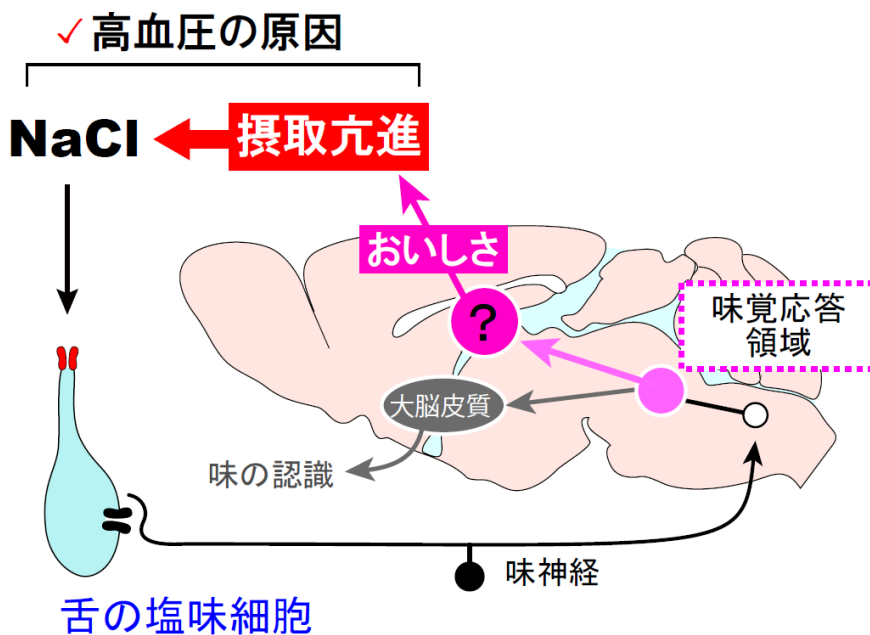 ✓高血圧の原因
NaCl
摂取亢進
おいしさ
?
味覚応答
領域
大脳皮質
味の認識
味神経
舌の塩味細胞